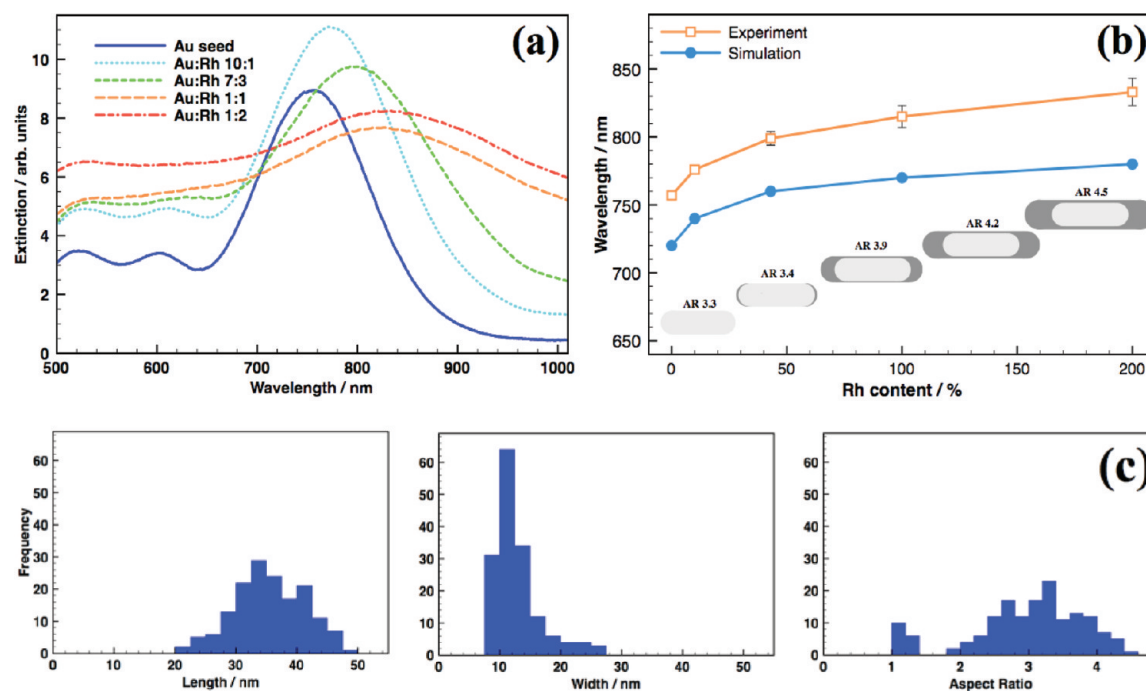 (a)
Au seed
Au:Rh 10:1
Au:Rh 7:3
Au:Rh 1:1
Au:Rh 1:2
Extinction / arb. units
10
8
6
4
2
0
500 600 700 800 900 1000
Wavelength / nm
(b)
Experiment
Simulation
Wavelength / nm
850
800
750
700
650
AR 3.3
AR 3.4
AR 3.9
AR 4.2
AR 4.5
0 50 100 150 200
Rh content / %
Frequency
60
50
40
30
20
10
0
0 10 20 30 40 50
Length / nm
60
50
40
30
20
10
0
0 10 20 30 40 50
Width / nm
(c)
60
50
40
30
20
10
0
0 1 2 3 4
Aspect Ratio